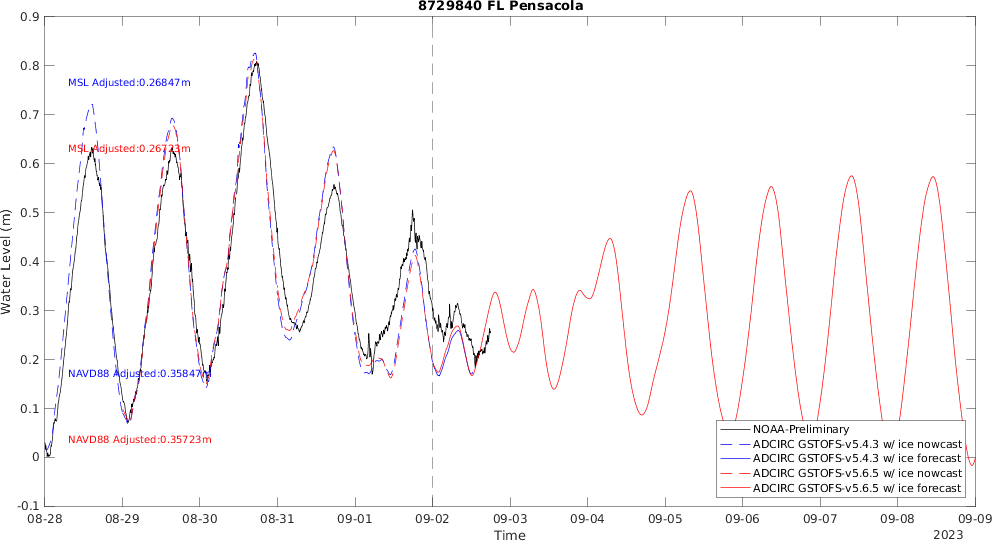 8729840 FL Pensacola
0.9
0.8
0.7
0.6
0.5
0.4
0.3
0.2
0.1
0
-0.1
Water Level (m)
MSL Adjusted:0.26847m
MSL Adjusted:0.26723m
NAVD88 Adjusted:0.35847m
NAVD88 Adjusted:0.35723m
NOAA-Preliminary
ADCIRC GSTOFS-v5.4.3 w/ ice nowcast
ADCIRC GSTOFS-v5.4.3 w/ ice forecast
ADCIRC GSTOFS-v5.6.5 w/ ice nowcast
ADCIRC GSTOFS-v5.6.5 w/ ice forecast
08-28 08-29 08-30 08-31 09-01 09-02 09-03 09-04 09-05 09-06 09-07 09-08 09-09
Time
2023